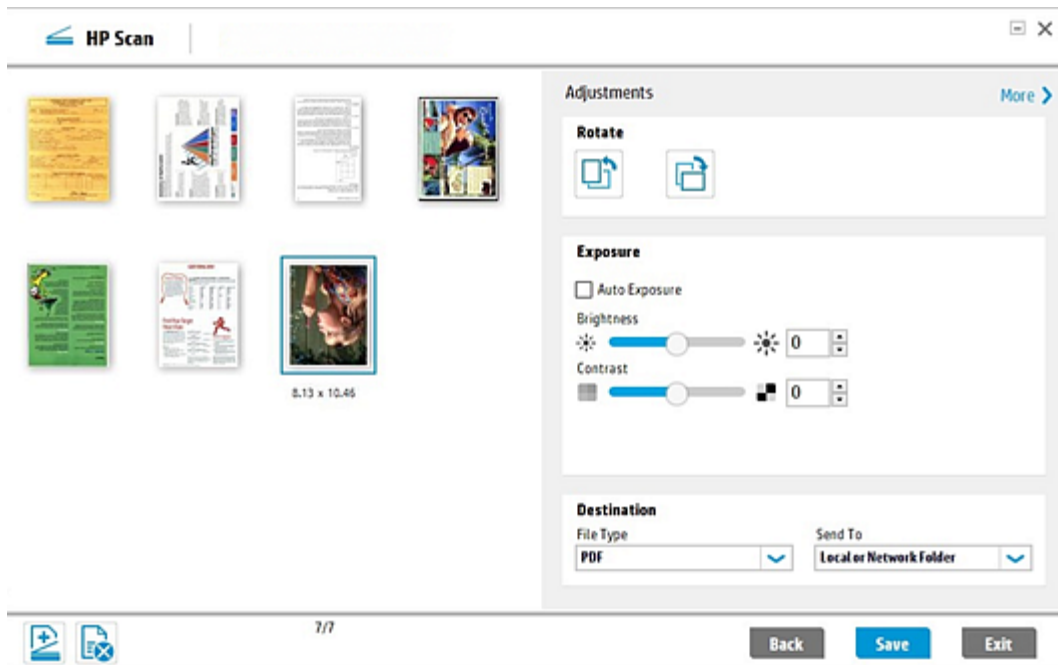 HP Scan
Adjustments
More
Rotate
Exposure
Auto Exposure
Brightness
0
Contrast
0
8.13 x 10.46
Destination
File Type
Send To
PDF
Local or Network Folder
7/7
Back
Save
Exit